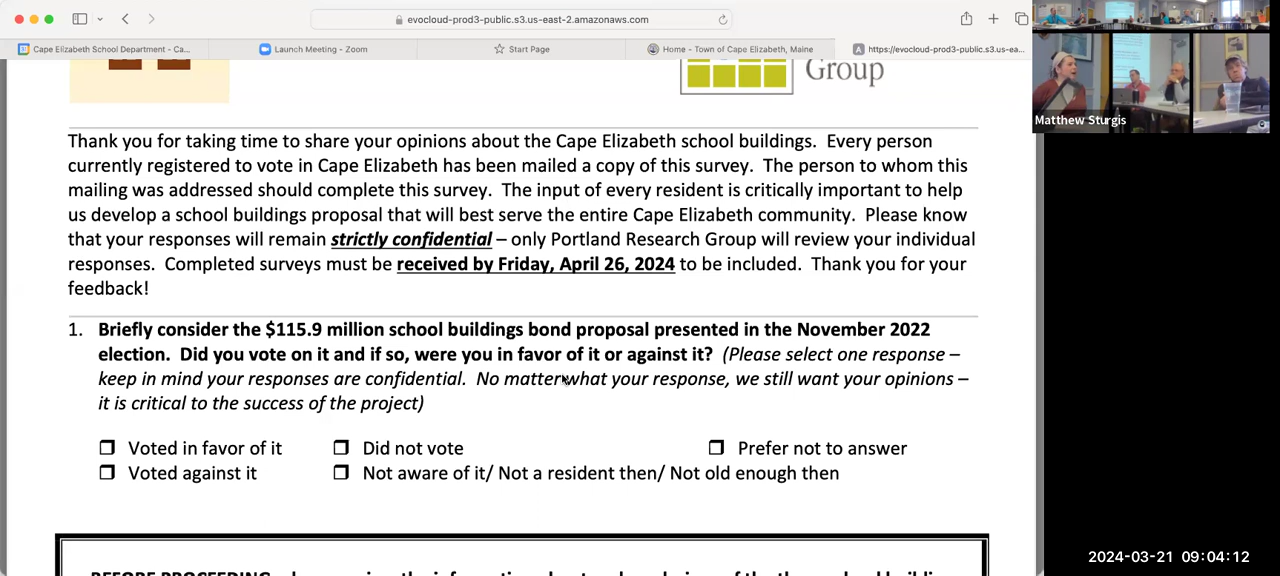 evocloud-prod3-public.s3.us-east-2.amazonaws.com
Cape Elizabeth School Department - Ca...
Launch Meeting - Zoom
Start Page
Home - Town of Cape Elizabeth, Maine
https://evocloud-prod3-public.s3.us-ea...
Group
Matthew Sturgis
Thank you for taking time to share your opinions about the Cape Elizabeth school buildings. Every person
currently registered to vote in Cape Elizabeth has been mailed a copy of this survey. The person to whom this
mailing was addressed should complete this survey. The input of every resident is critically important to help
us develop a school buildings proposal that will best serve the entire Cape Elizabeth community. Please know
that your responses will remain strictly confidential – only Portland Research Group will review your individual
responses. Completed surveys must be received by Friday, April 26, 2024 to be included. Thank you for your
feedback!
1. Briefly consider the $115.9 million school buildings bond proposal presented in the November 2022
election. Did you vote on it and if so, were you in favor of it or against it? (Please select one response –
keep in mind your responses are confidential. No matter what your response, we still want your opinions –
it is critical to the success of the project)
Voted in favor of it
Did not vote
Prefer not to answer
Voted against it
Not aware of it/ Not a resident then/ Not old enough then
2024-03-21 09:04:12